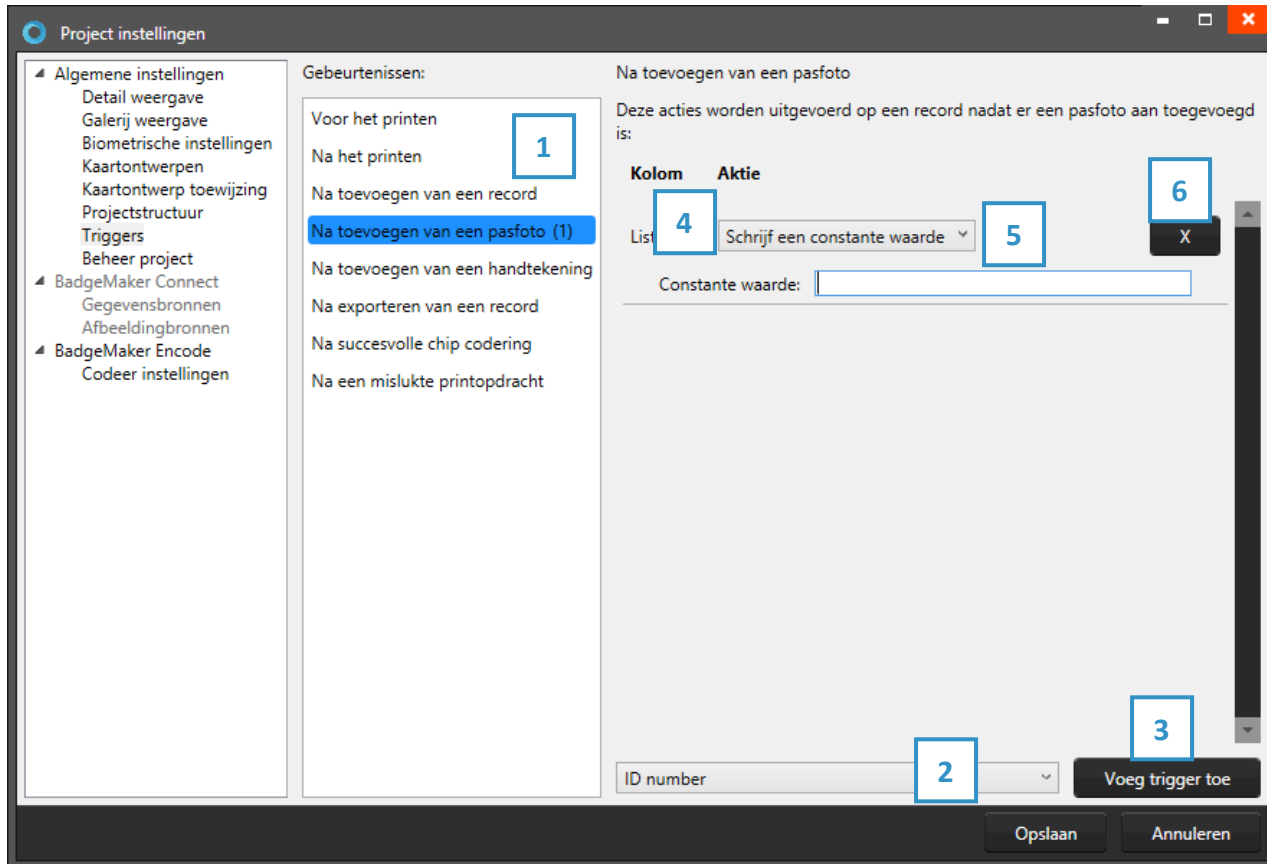 Project instellingen
Algemene instellingen
Detail weergave
Galerij weergave
Biometrische instellingen
Kaartontwerpen
Kaartontwerp toewijzing
Projectstructuur
Triggers
Beheer project
BadgeMaker Connect
Gegevensbronnen
Afbeeldingbronnen
BadgeMaker Encode
Codeer instellingen
Gebeurtenissen:
Voor het printen
1
Na het printen
Na toevoegen van een record
Na toevoegen van een pasfoto (1)
Na toevoegen van een handtekening
Na exporteren van een record
Na succesvolle chip codering
Na een mislukte printopdracht
Na toevoegen van een pasfoto
Deze acties worden uitgevoerd op een record nadat er een pasfoto aan toegevoegd
is:
Kolom Aktie
6
List 4 Schrijf een constante waarde 5 X
Constante waarde:
3
ID number 2 Voeg trigger toe
Opslaan Annuleren